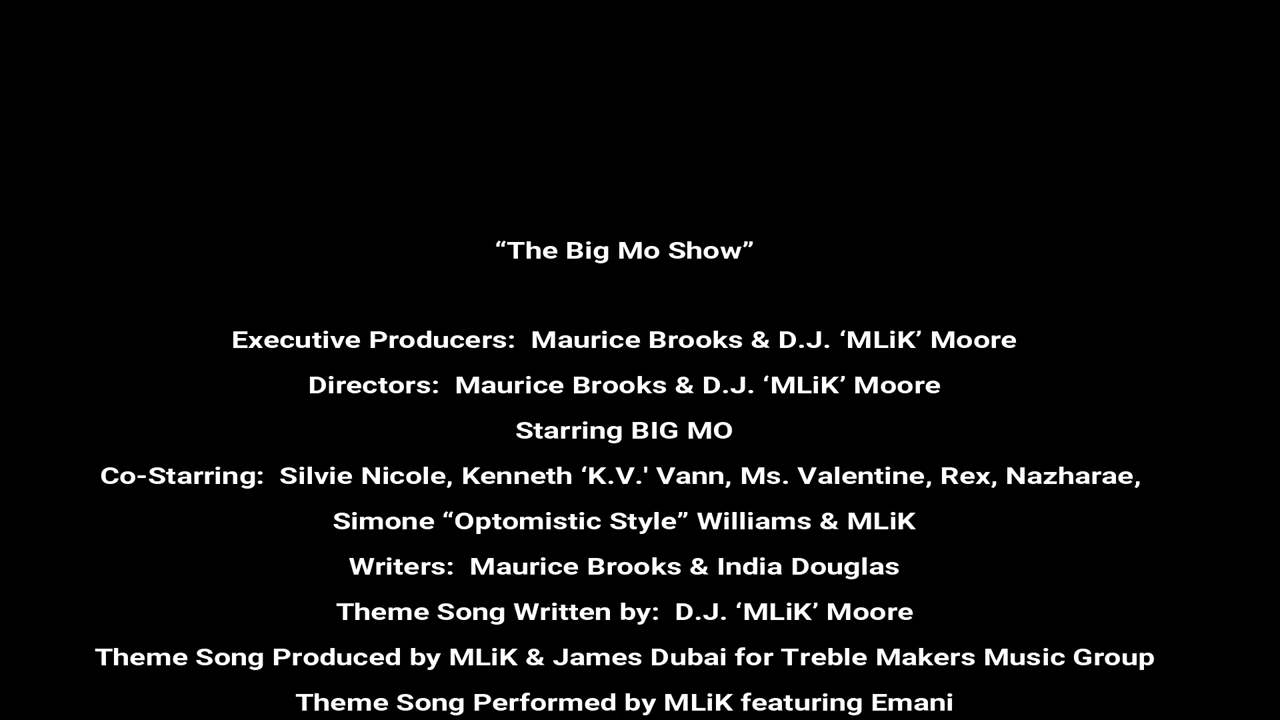 “The Big Mo Show”
Executive Producers:  Maurice Brooks & D.J. ‘MLiK’ Moore
Directors:  Maurice Brooks & D.J. ‘MLiK’ Moore
Starring BIG MO
Co-Starring:  Silvie Nicole, Kenneth ‘K.V.' Vann, Ms. Valentine, Rex, Nazharae,
Simone “Optomistic Style” Williams & MLiK
Writers:  Maurice Brooks & India Douglas
Theme Song Written by:  D.J. ‘MLiK’ Moore
Theme Song Produced by MLiK & James Dubai for Treble Makers Music Group
Theme Song Performed by MLiK featuring Emani